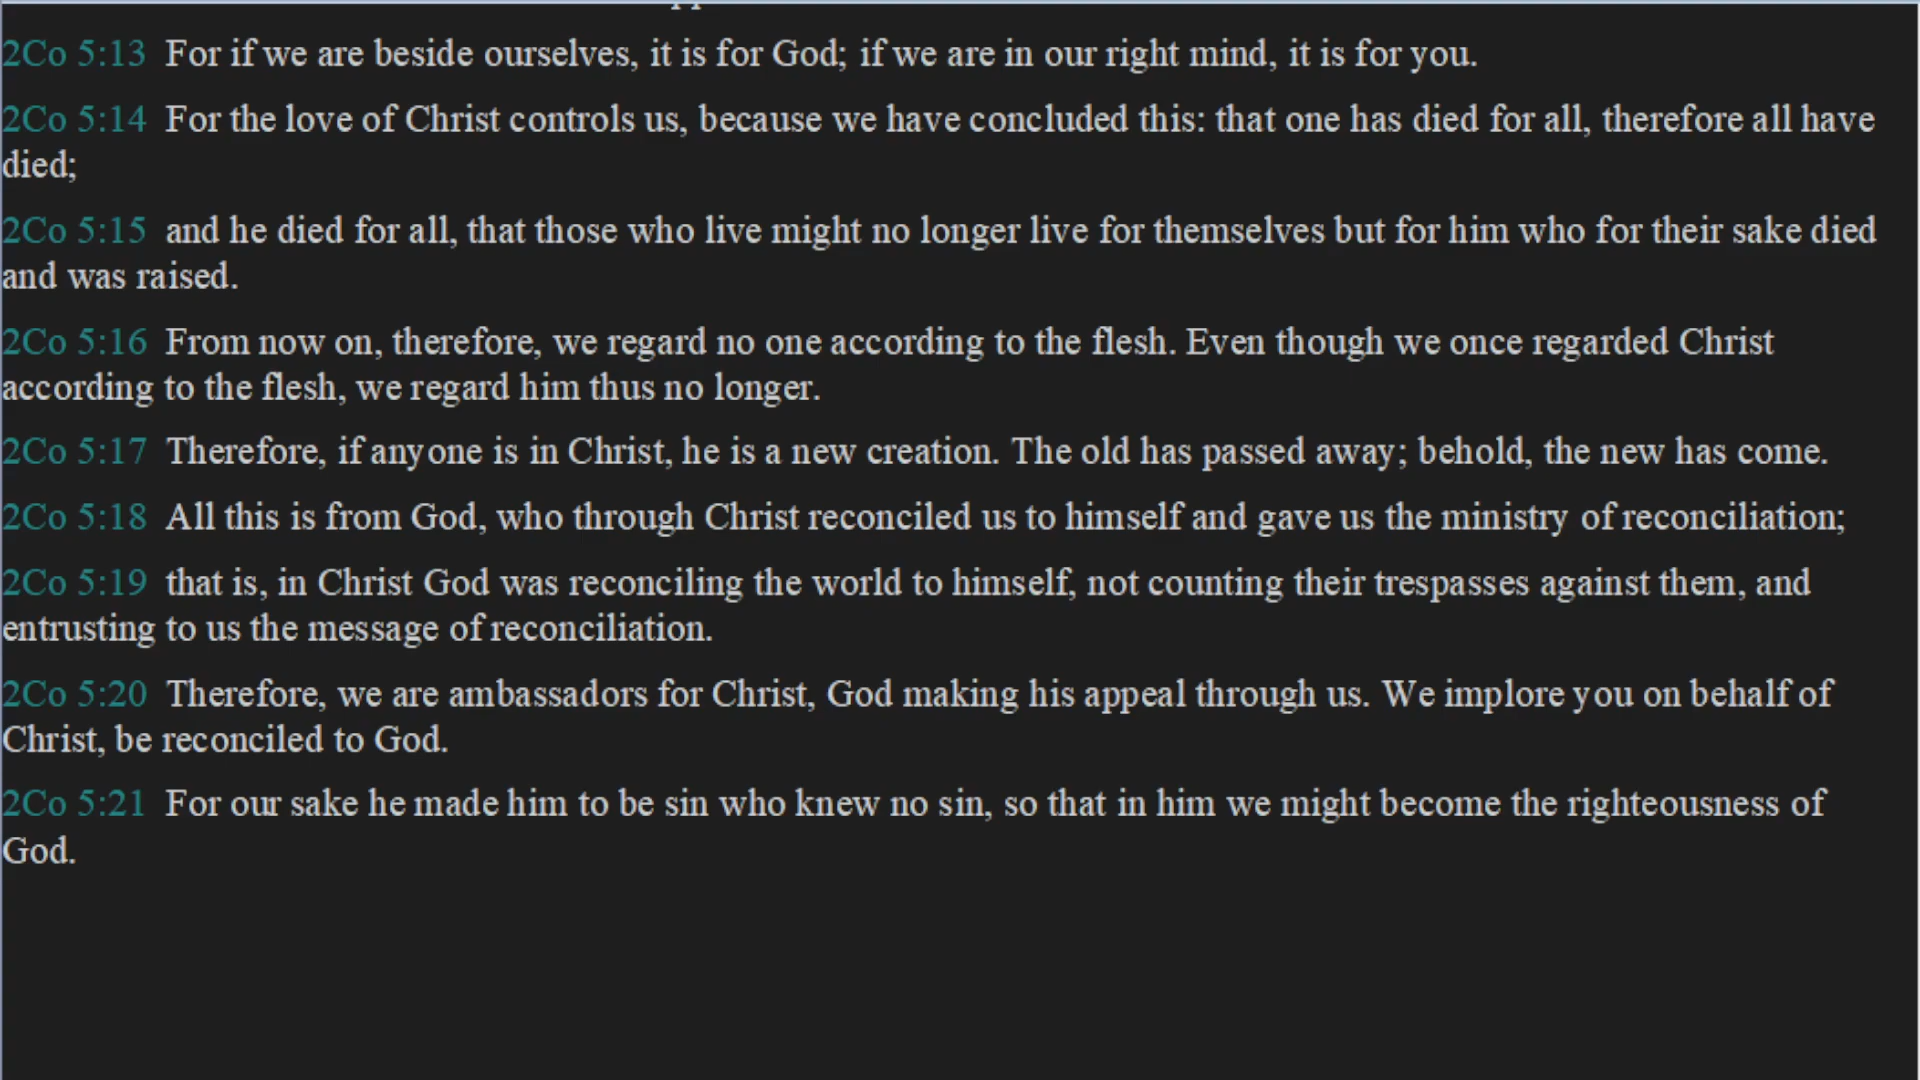 2Co 5:13 For if we are beside ourselves, it is for God; if we are in our right mind, it is for you.
2Co 5:14 For the love of Christ controls us, because we have concluded this: that one has died for all, therefore all have
died;
2Co 5:15 and he died for all, that those who live might no longer live for themselves but for him who for their sake died
and was raised.
2Co 5:16 From now on, therefore, we regard no one according to the flesh. Even though we once regarded Christ
according to the flesh, we regard him thus no longer.
2Co 5:17 Therefore, if anyone is in Christ, he is a new creation. The old has passed away; behold, the new has come.
2Co 5:18 All this is from God, who through Christ reconciled us to himself and gave us the ministry of reconciliation;
2Co 5:19 that is, in Christ God was reconciling the world to himself, not counting their trespasses against them, and
entrusting to us the message of reconciliation.
2Co 5:20 Therefore, we are ambassadors for Christ, God making his appeal through us. We implore you on behalf of
Christ, be reconciled to God.
2Co 5:21 For our sake he made him to be sin who knew no sin, so that in him we might become the righteousness of
God.